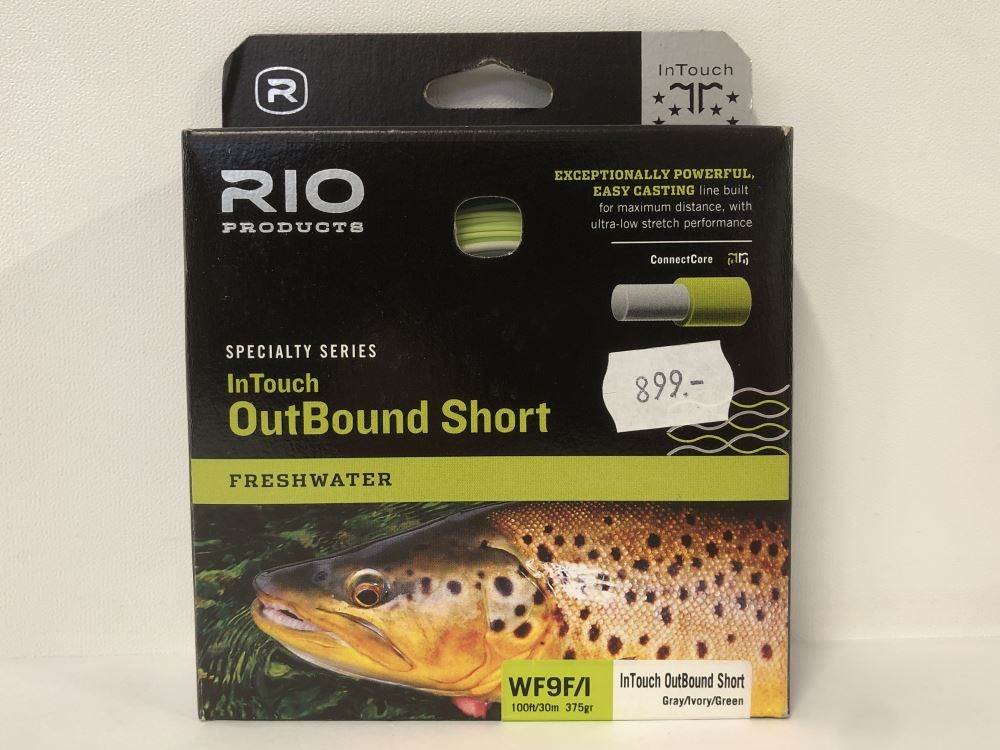 R
InTouch
RIO
PRODUCTS
EXCEPTIONALLY POWERFUL,
EASY CASTING line built
for maximum distance, with
ultra-low stretch performance
ConnectCore
SPECIALTY SERIES
InTouch
OutBound Short
899.-
FRESHWATER
WF9F/I
100ft/30m 375gr
InTouch OutBound Short
Gray/Ivory/Green